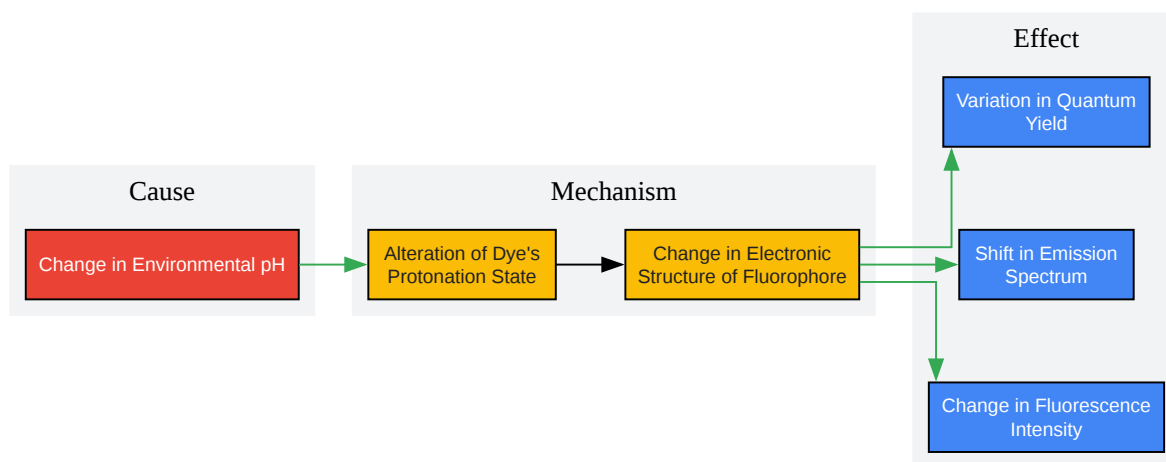 Cause
Change in Environmental pH
Mechanism
Alteration of Dye's
Protonation State
Change in Electronic
Structure of Fluorophore
Effect
Variation in Quantum
Yield
Shift in Emission
Spectrum
Change in Fluorescence
Intensity